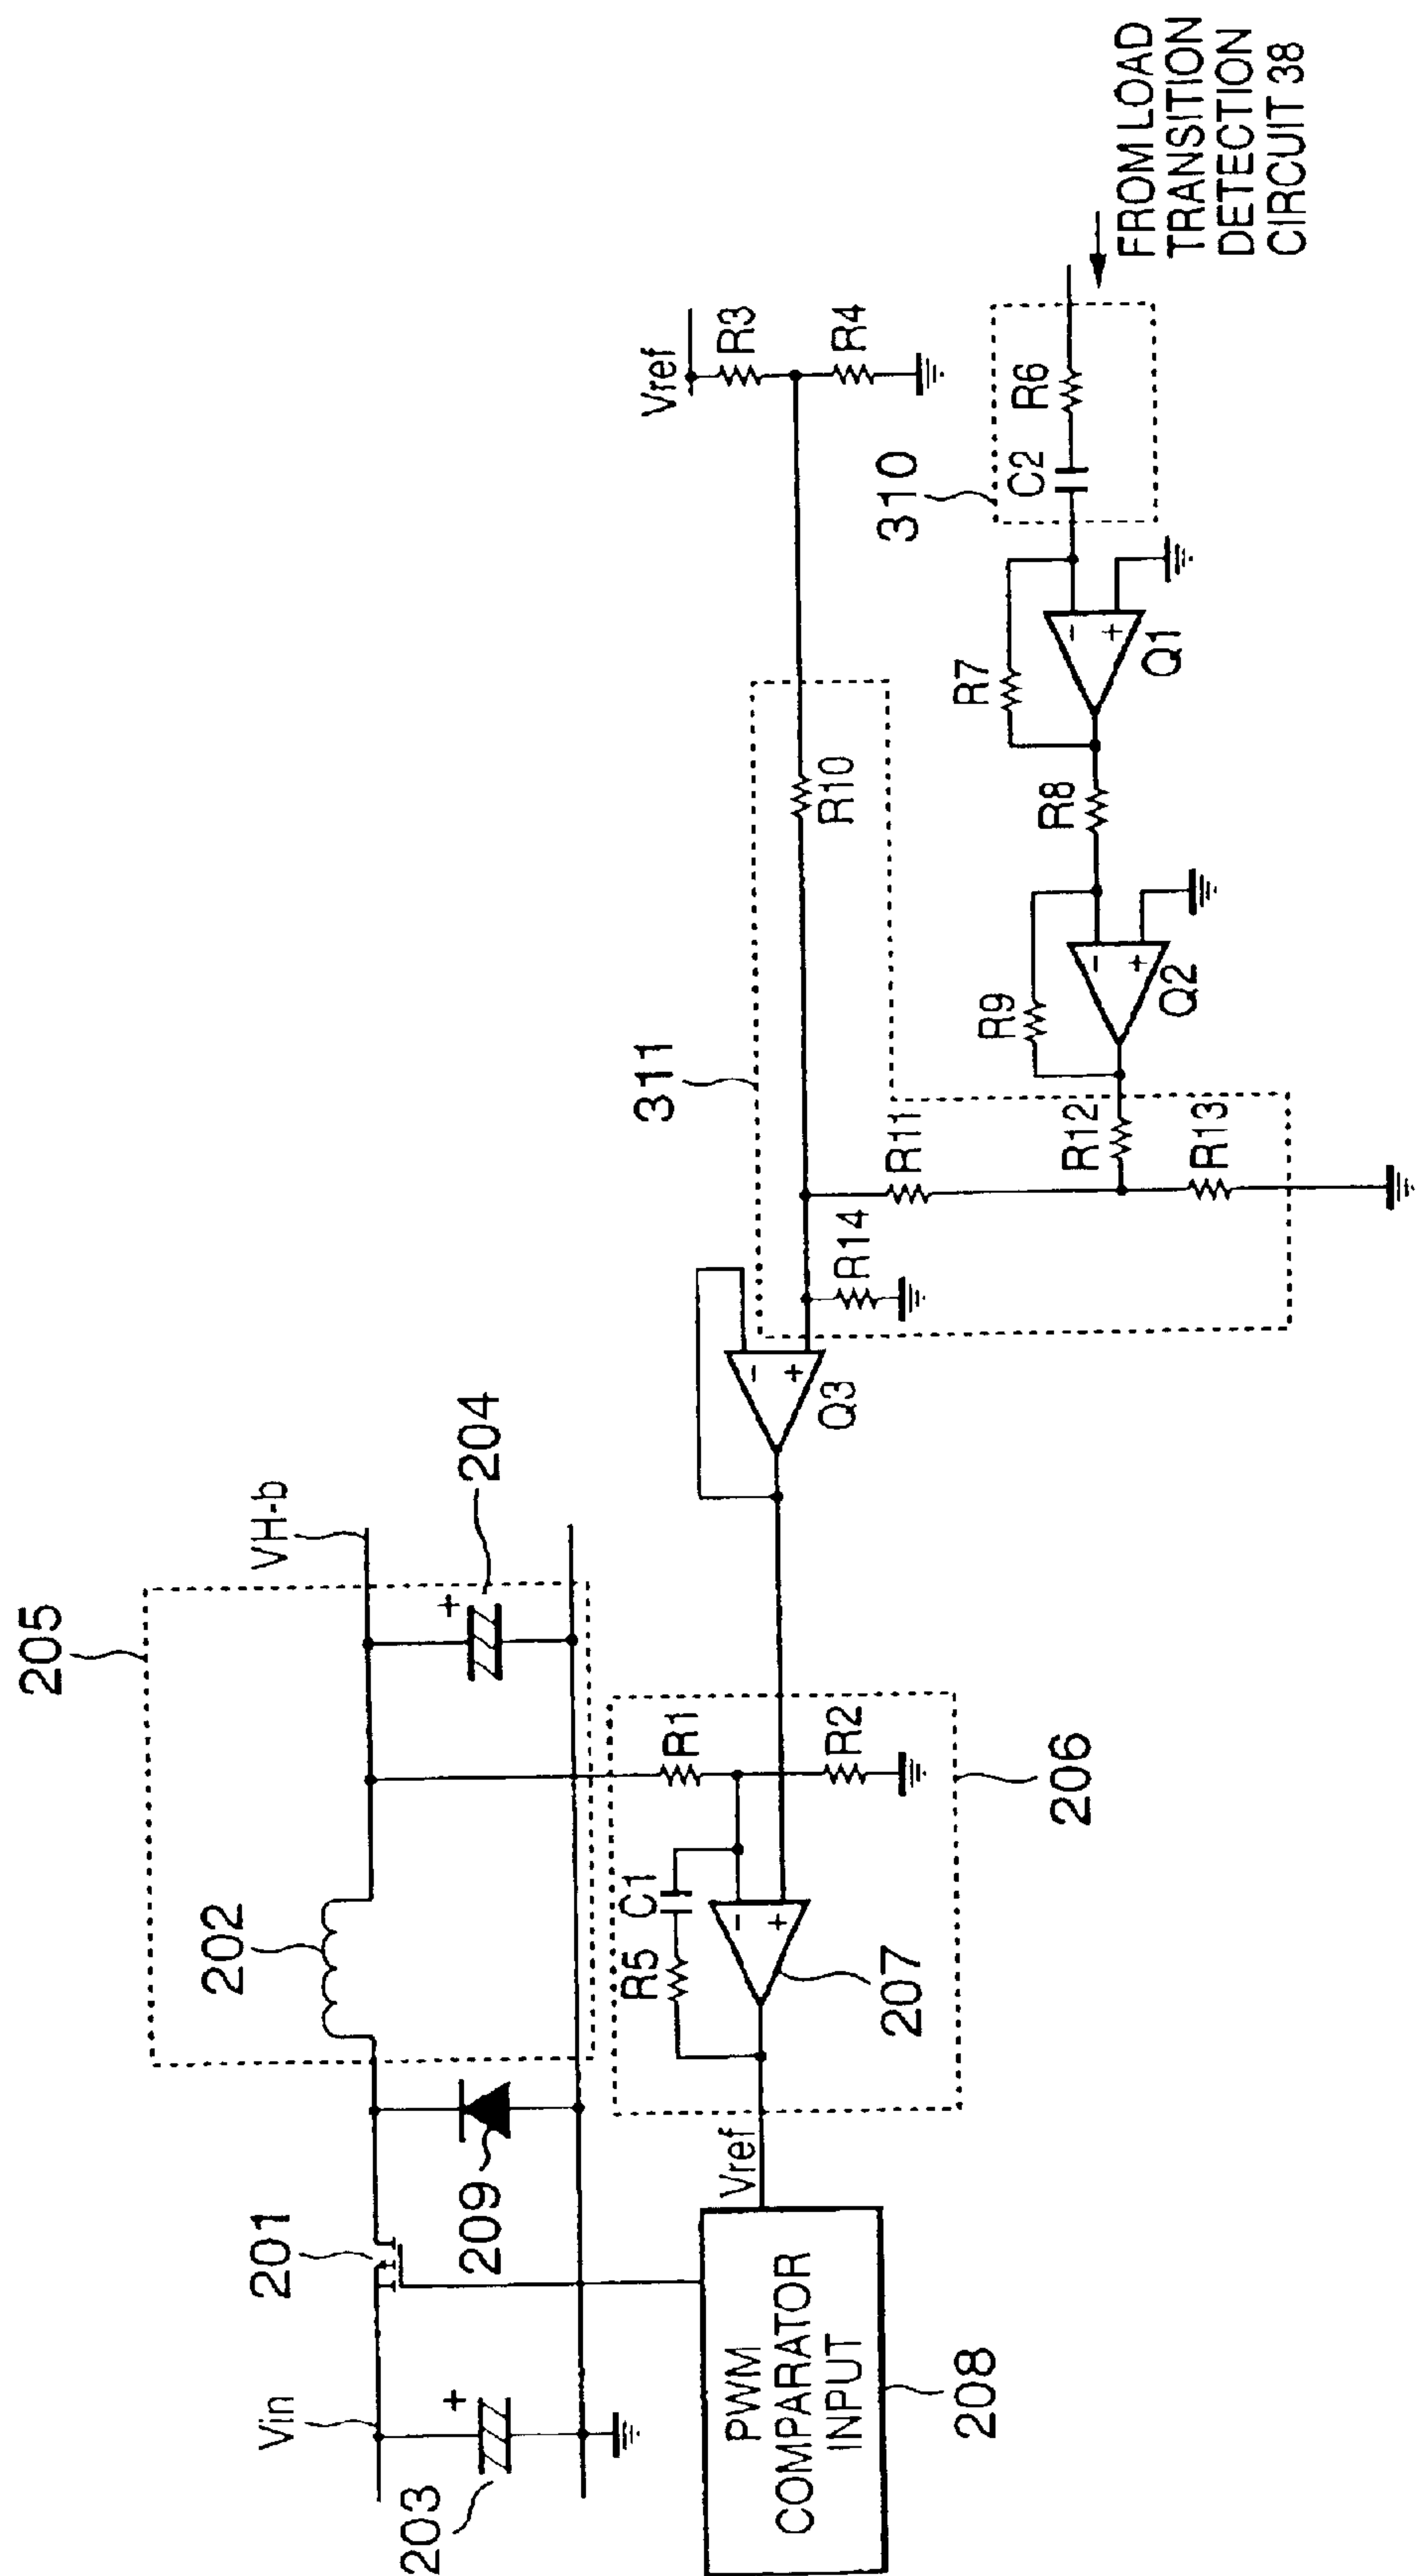 205
VH-b
204
202
201
209
Vin
203
+
+
R1
R2
C1
R5
-
+
207
206
Vref
PWM
COMPARATOR
INPUT
208
-
+
Q3
311
R10
R11
R12
R13
R14
Vref
R3
R4
310
R6
C2
R7
-
+
Q1
R8
R9
-
+
Q2
FROM LOAD
TRANSITION
DETECTION
CIRCUIT 38